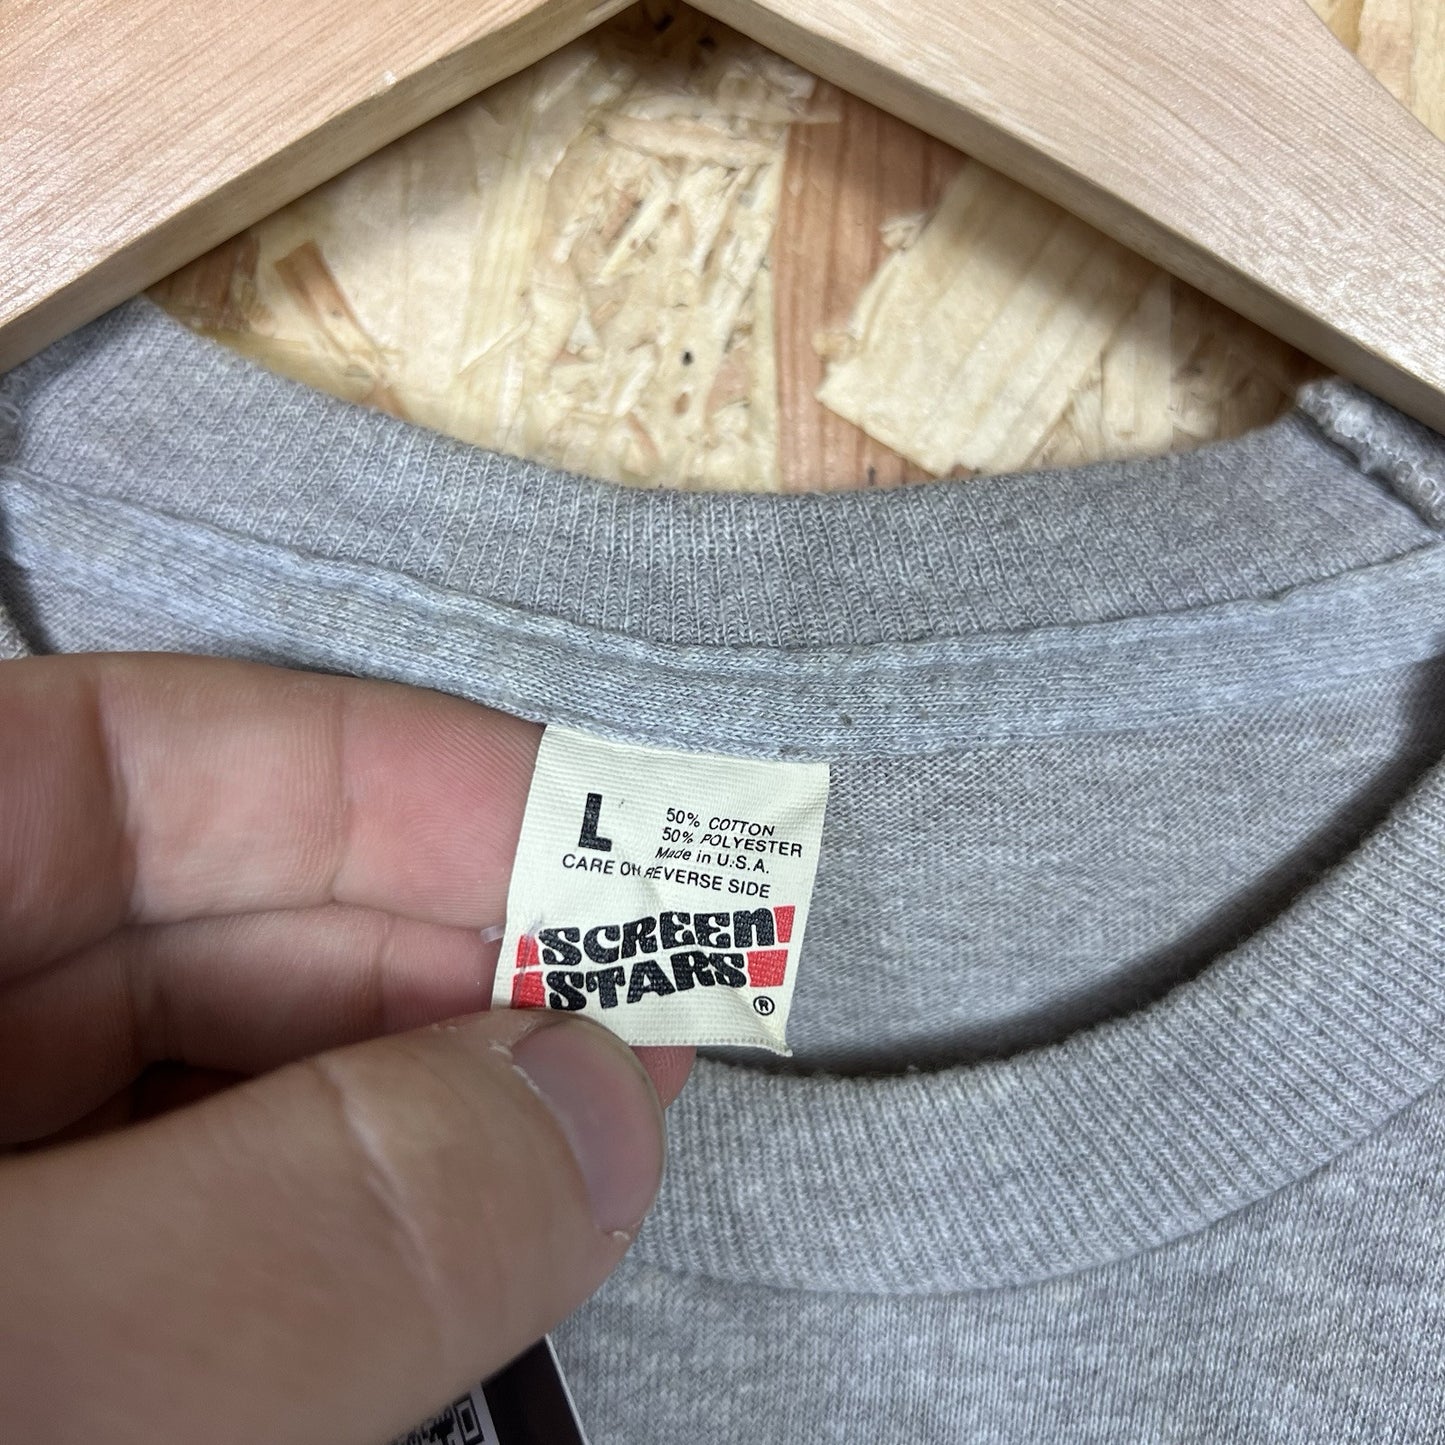 L
50% COTTON
50% POLYESTER
Made in U.S.A.
CARE ON REVERSE SIDE
SCREEN
STARS
®